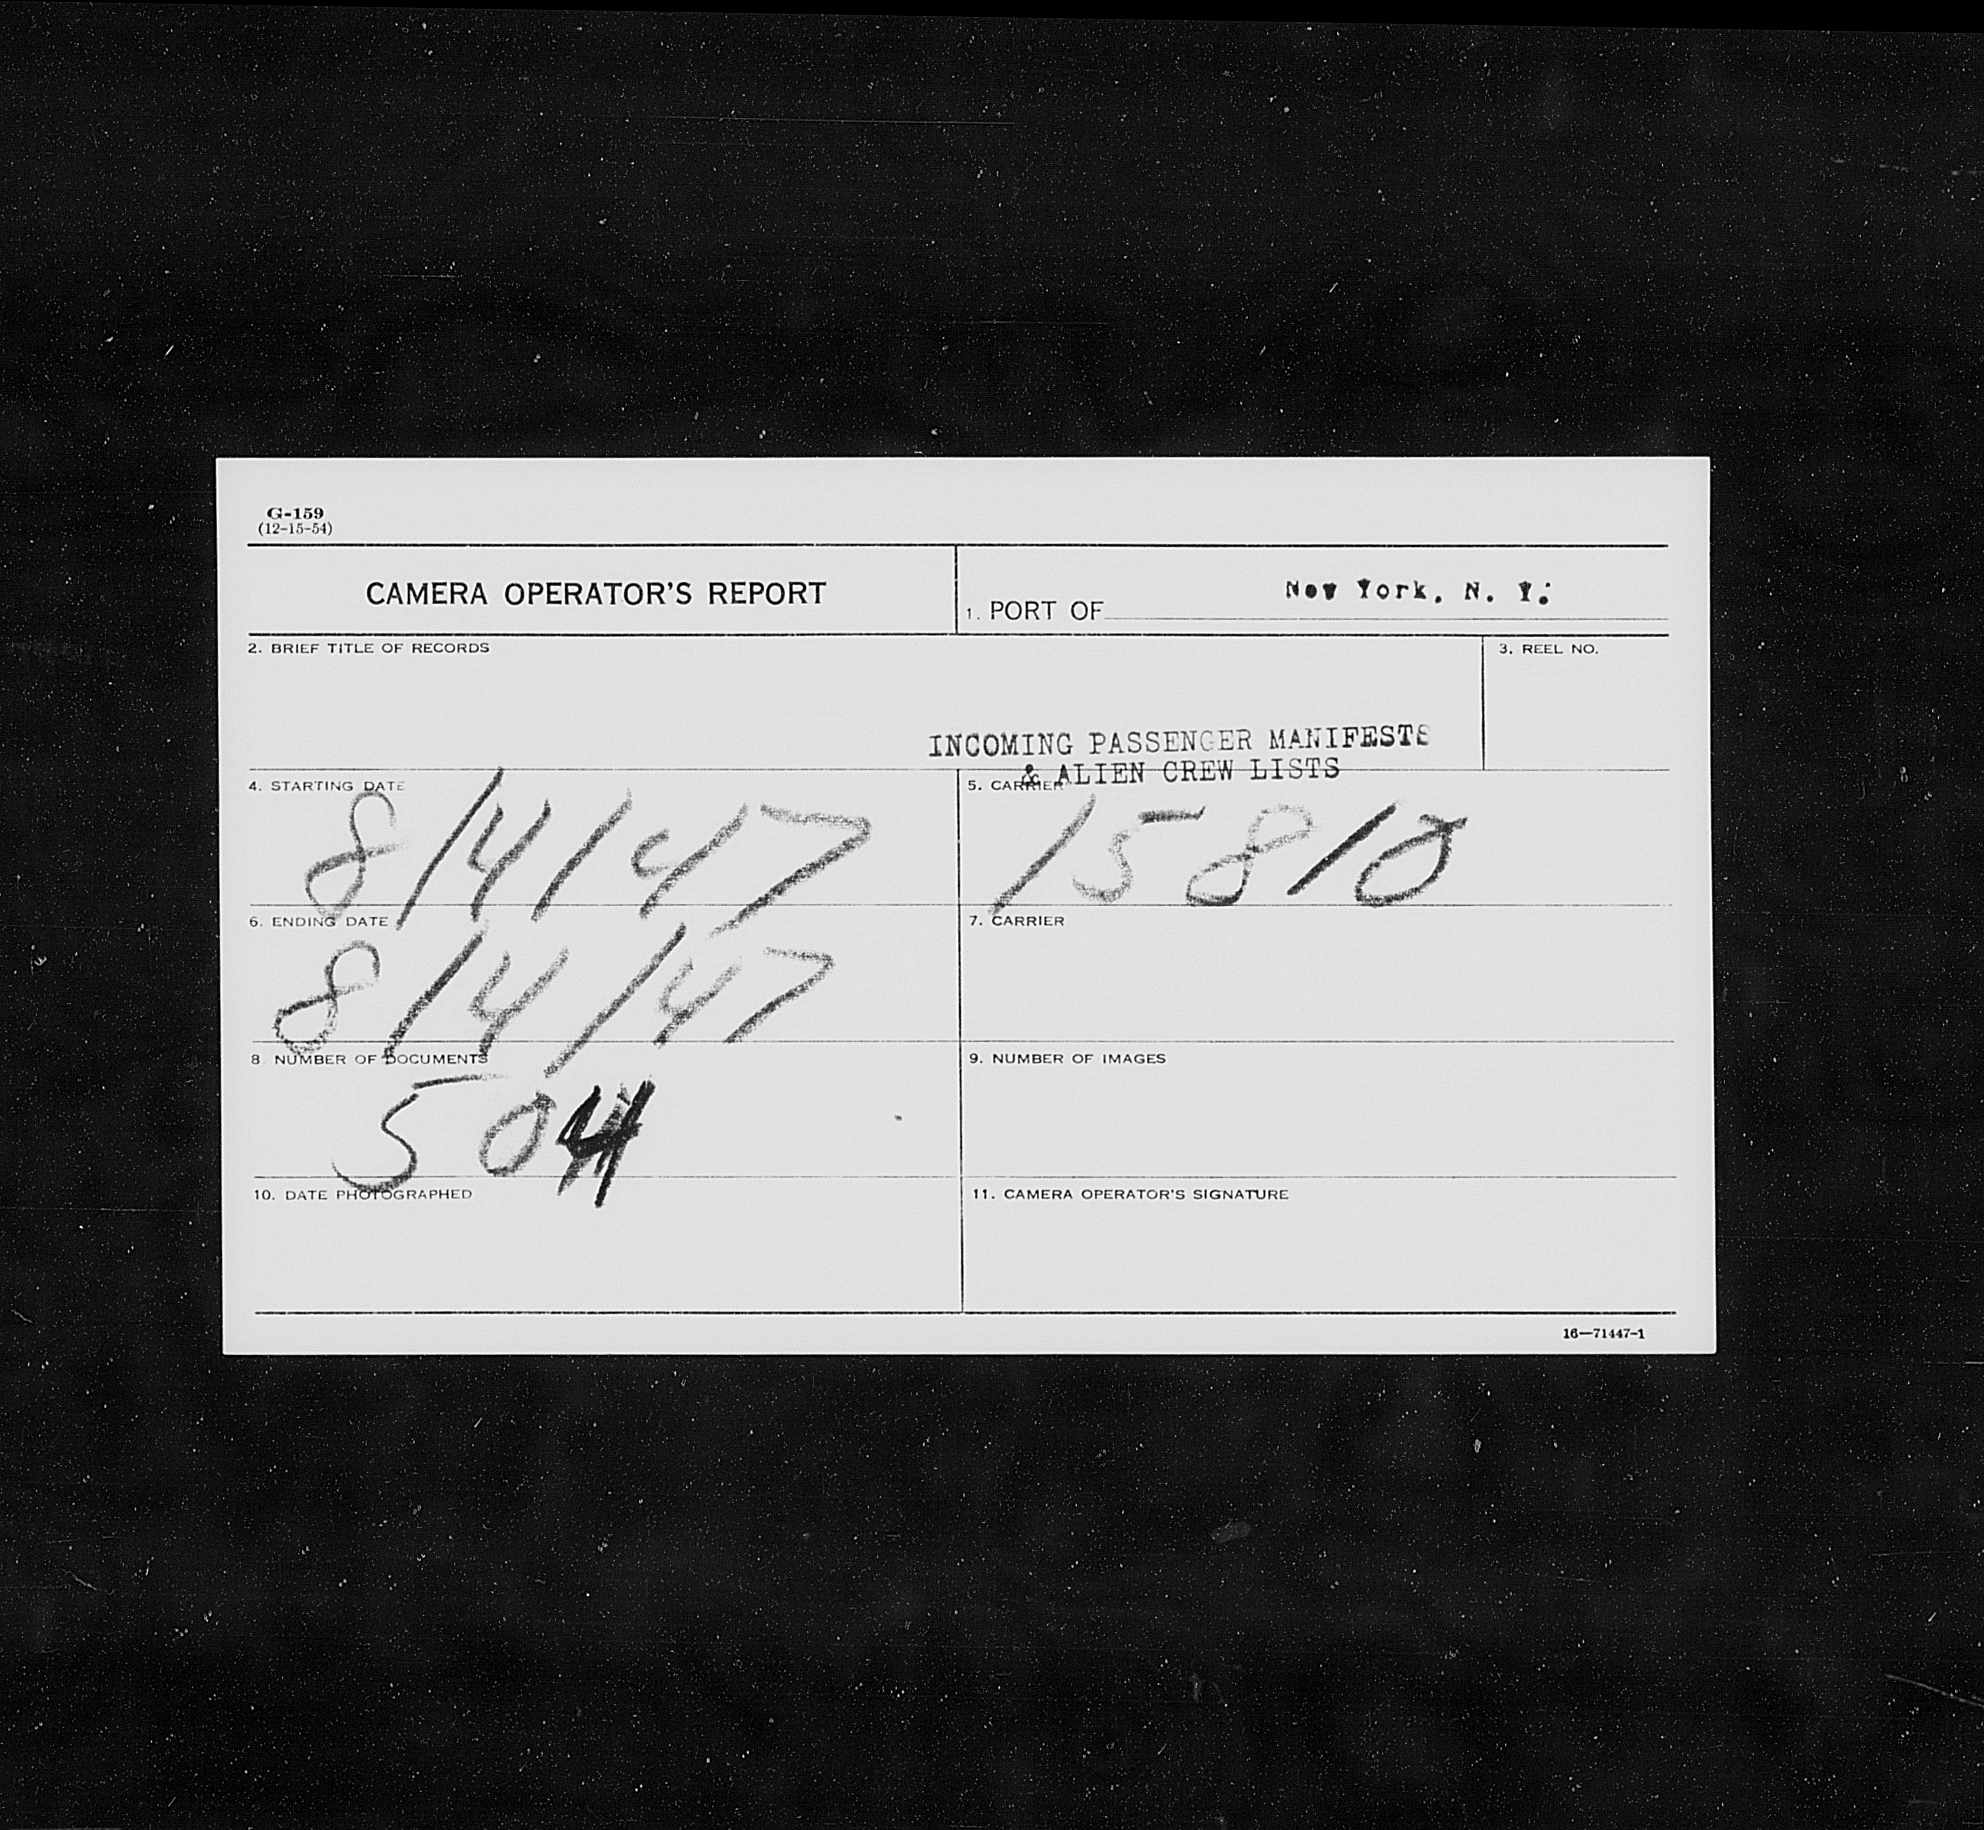 G-159
(12-15-54)
CAMERA OPERATOR'S REPORT
1. PORT OF New York, N. Y.
2. BRIEF TITLE OF RECORDS
3. REEL NO.
INCOMING PASSENGER MANIFESTS
& ALIEN CREW LISTS
4. STARTING DATE
8/4/47
5. CARRIER
15810
6. ENDING DATE
8/4/47
7. CARRIER
8 NUMBER OF DOCUMENTS
504
9. NUMBER OF IMAGES
10. DATE PHOTOGRAPHED
11. CAMERA OPERATOR'S SIGNATURE
16—71447-1